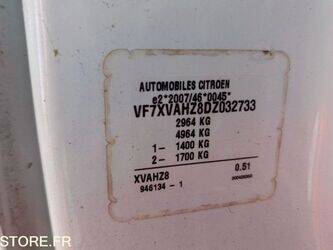 AUTOMOBILES CITROEN
e2*2007/46*0045*
VF7XVAHZ8DZ032733
2964 KG
4964 KG
1- 1400 KG
2- 1700 KG
XVAHZ8 0.51
946134 - 1
STORE.FR